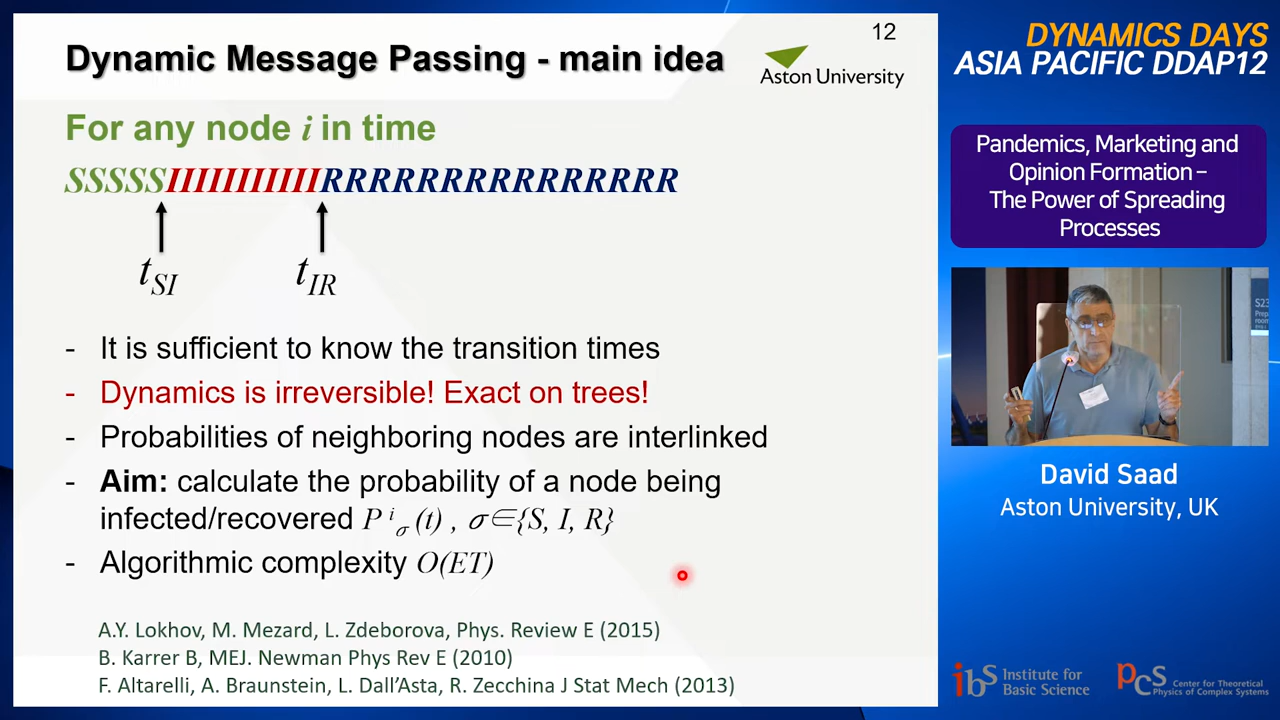 12
Dynamic Message Passing - main idea
Aston University
For any node i in time
SSSSSIIIIIIIIIIIRRRRRRRRRRRRRRR
t_SI
t_IR
- It is sufficient to know the transition times
- Dynamics is irreversible! Exact on trees!
- Probabilities of neighboring nodes are interlinked
- Aim: calculate the probability of a node being
infected/recovered P^i_σ(t) , σ∈{S, I, R}
- Algorithmic complexity O(ET)
A.Y. Lokhov, M. Mezard, L. Zdeborova, Phys. Review E (2015)
B. Karrer B, MEJ. Newman Phys Rev E (2010)
F. Altarelli, A. Braunstein, L. Dall'Asta, R. Zecchina J Stat Mech (2013)
DYNAMICS DAYS
ASIA PACIFIC DDAP12
Pandemics, Marketing and
Opinion Formation –
The Power of Spreading
Processes
S23
David Saad
Aston University, UK
ibS Institute for
Basic Science
PCS Center for Theoretical
Physics of Complex Systems